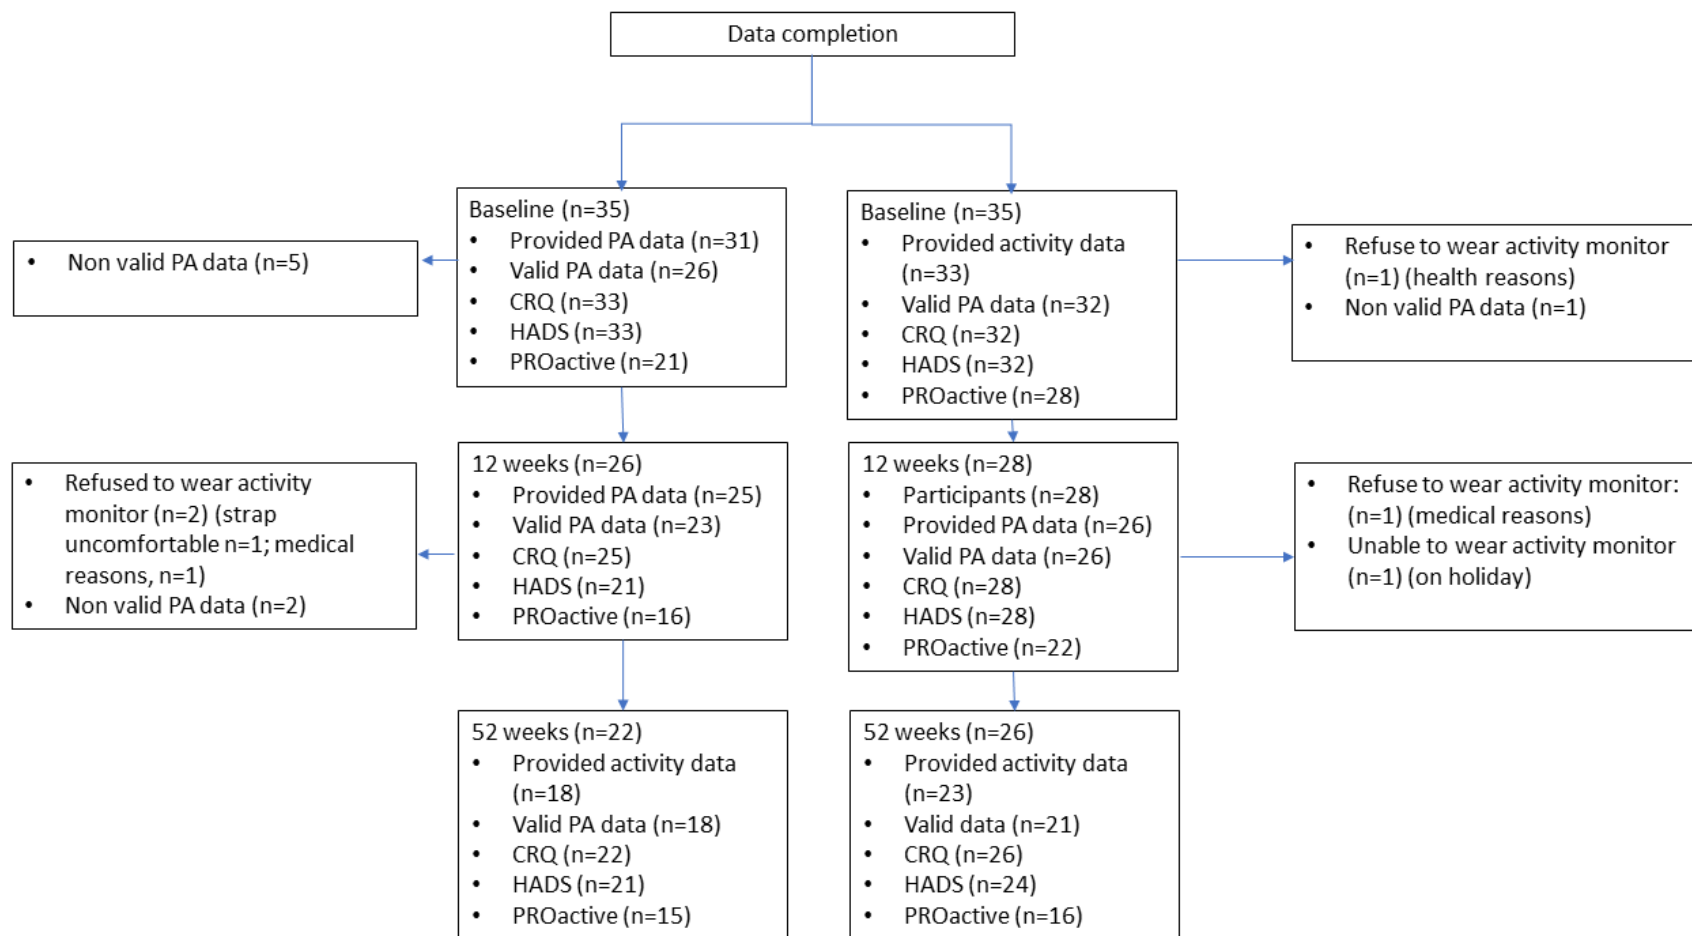 Data completion
Baseline (n=35)
• Provided PA data (n=31)
• Valid PA data (n=26)
• CRQ (n=33)
• HADS (n=33)
• PROactive (n=21)
Baseline (n=35)
• Provided activity data
(n=33)
• Valid PA data (n=32)
• CRQ (n=32)
• HADS (n=32)
• PROactive (n=28)
• Non valid PA data (n=5)
• Refuse to wear activity monitor
(n=1) (health reasons)
• Non valid PA data (n=1)
12 weeks (n=26)
• Provided PA data (n=25)
• Valid PA data (n=23)
• CRQ (n=25)
• HADS (n=21)
• PROactive (n=16)
12 weeks (n=28)
• Participants (n=28)
• Provided PA data (n=26)
• Valid PA data (n=26)
• CRQ (n=28)
• HADS (n=28)
• PROactive (n=22)
• Refused to wear activity
monitor (n=2) (strap
uncomfortable n=1; medical
reasons, n=1)
• Non valid PA data (n=2)
• Refuse to wear activity monitor:
(n=1) (medical reasons)
• Unable to wear activity monitor
(n=1) (on holiday)
52 weeks (n=22)
• Provided activity data
(n=18)
• Valid PA data (n=18)
• CRQ (n=22)
• HADS (n=21)
• PROactive (n=15)
52 weeks (n=26)
• Provided activity data
(n=23)
• Valid data (n=21)
• CRQ (n=26)
• HADS (n=24)
• PROactive (n=16)